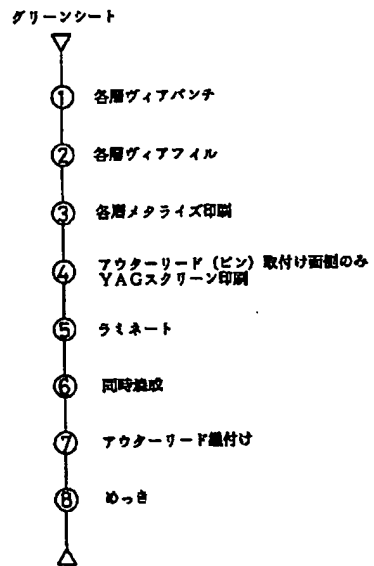 グリーンシート
① 各層ヴィアパンチ
② 各層ヴィアフィル
③ 各層メタライズ印刷
④ アウターリード(ピン)取付け面側のみ
YAGスクリーン印刷
⑤ ラミネート
⑥ 同時焼成
⑦ アウターリード鑞付け
⑧ めっき